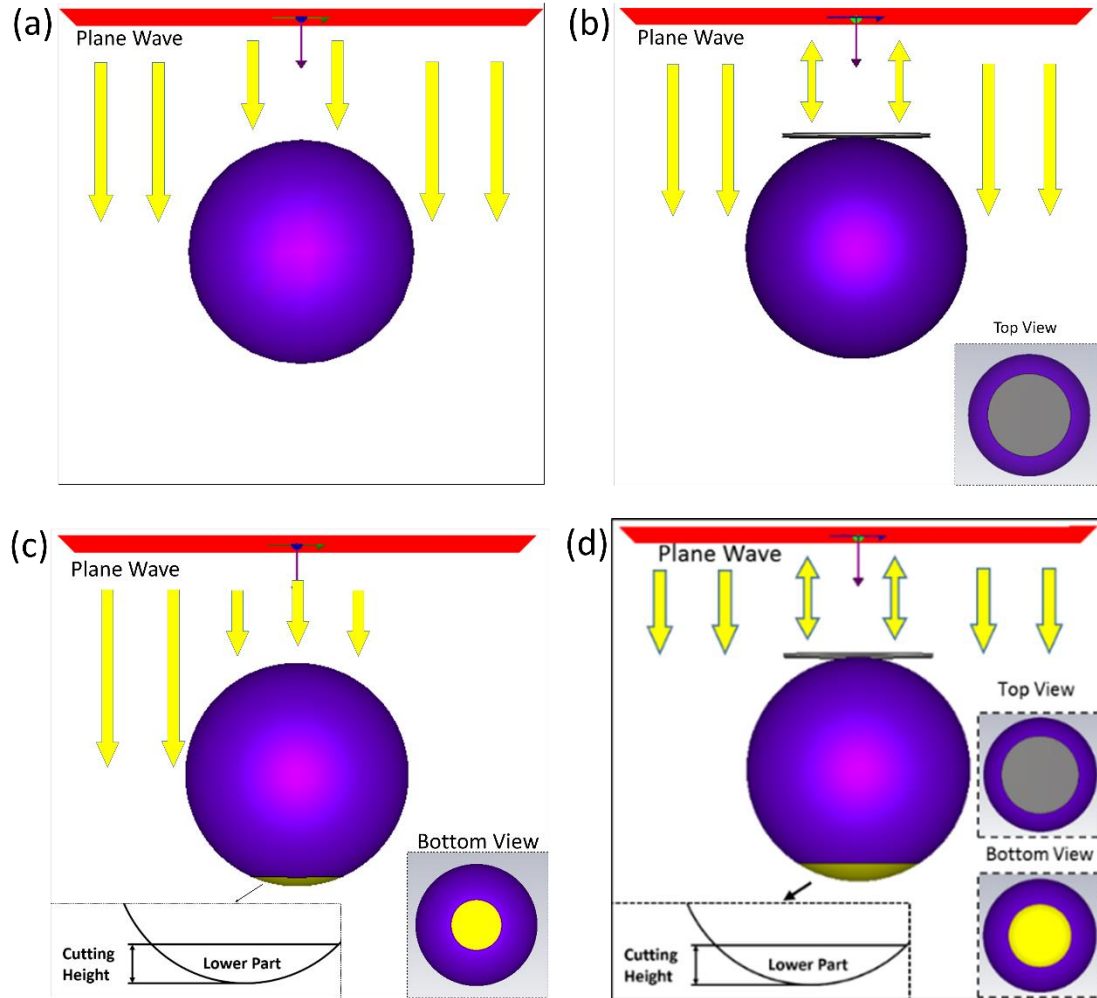 (a)
Plane Wave
(b)
Plane Wave
Top View
(c)
Plane Wave
Bottom View
Cutting
Height
Lower Part
(d)
Plane Wave
Top View
Bottom View
Cutting
Height
Lower Part